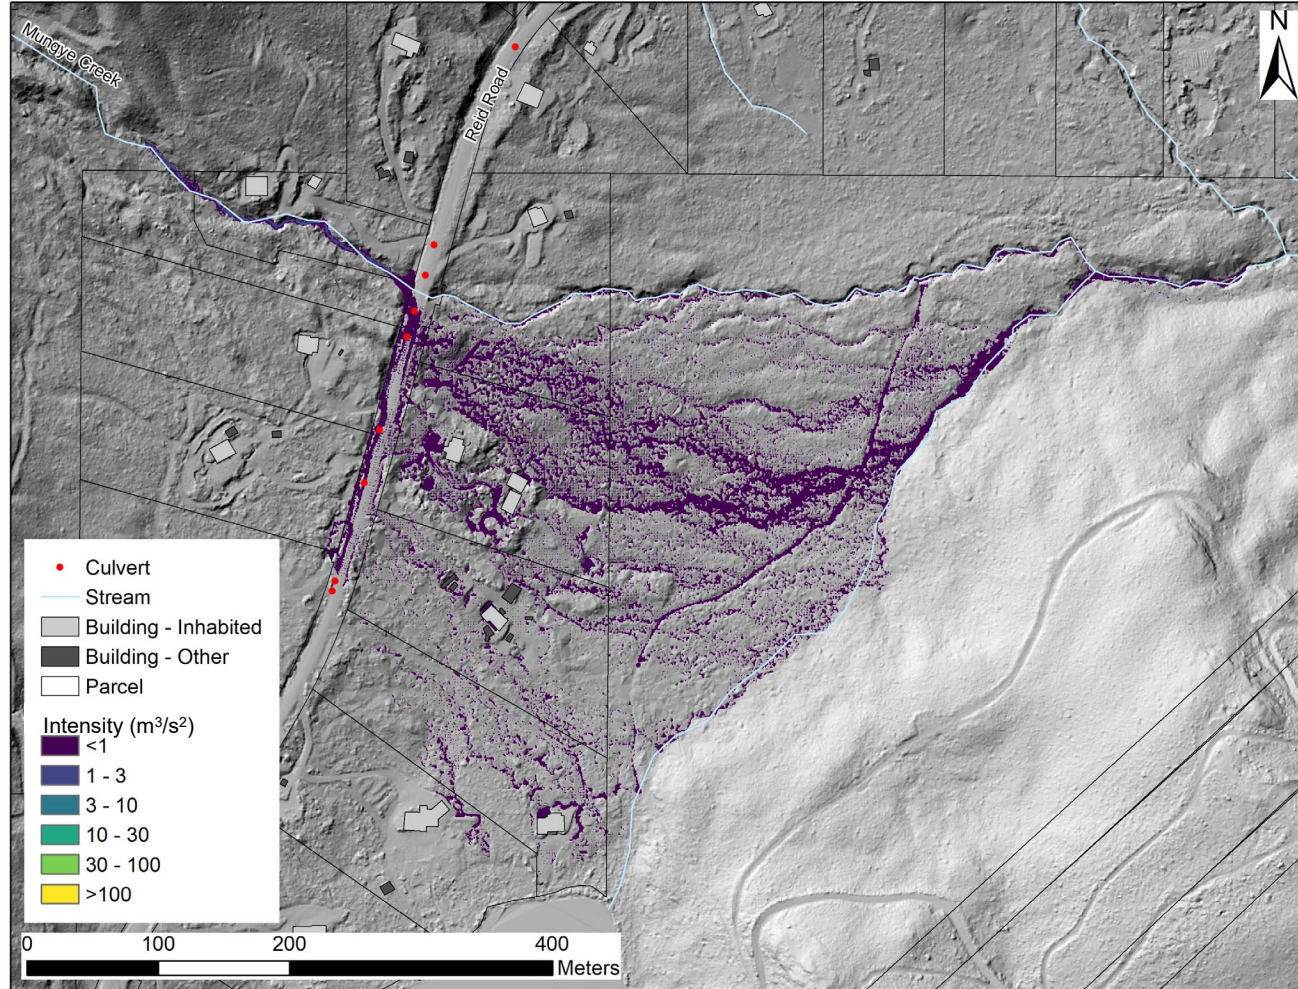 Mungye Creek
Reid Road
N
Culvert
Stream
Building - Inhabited
Building - Other
Parcel
Intensity (m³/s²)
<1
1 - 3
3 - 10
10 - 30
30 - 100
>100
0 100 200 400
Meters